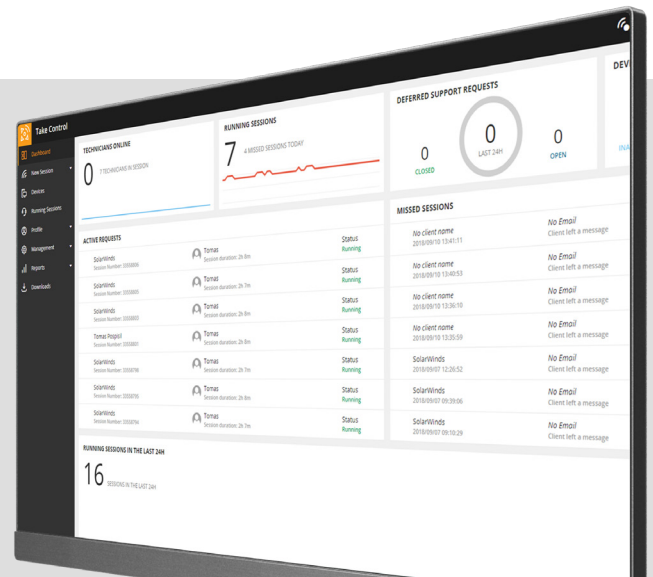 Take Control
Dashboard
New Session
Devices
Running Sessions
Profile
Management
Reports
Downloads
TECHNICIANS ONLINE
0
7 TECHNICIANS IN SESSION
RUNNING SESSIONS
7
4 MISSED SESSIONS TODAY
DEFERRED SUPPORT REQUESTS
0
CLOSED
0
LAST 24H
0
OPEN
DEVI
INA
ACTIVE REQUESTS
SolarWinds
Tomas
Status
Session duration: 2h 8m
Running
SolarWinds
Tomas
Status
Session duration: 2h 7m
Running
SolarWinds
Tomas
Status
Session duration: 2h 8m
Running
Tomas Pospisil
Tomas
Status
Session duration: 2h 8m
Running
SolarWinds
Tomas
Status
Session duration: 2h 7m
Running
SolarWinds
Tomas
Status
Session duration: 2h 8m
Running
SolarWinds
Tomas
Status
Session duration: 2h 7m
Running
MISSED SESSIONS
No client name
No Email
2018/09/10 13:41:11
Client left a message
No client name
No Email
2018/09/10 13:40:53
Client left a message
No client name
No Email
2018/09/10 13:36:10
Client left a message
No client name
No Email
2018/09/10 13:35:59
Client left a message
SolarWinds
No Email
2018/09/07 12:26:52
Client left a message
SolarWinds
No Email
2018/09/07 09:39:06
Client left a message
SolarWinds
No Email
2018/09/07 09:10:29
Client left a message
RUNNING SESSIONS IN THE LAST 24H
16
SESSIONS IN THE LAST 24H